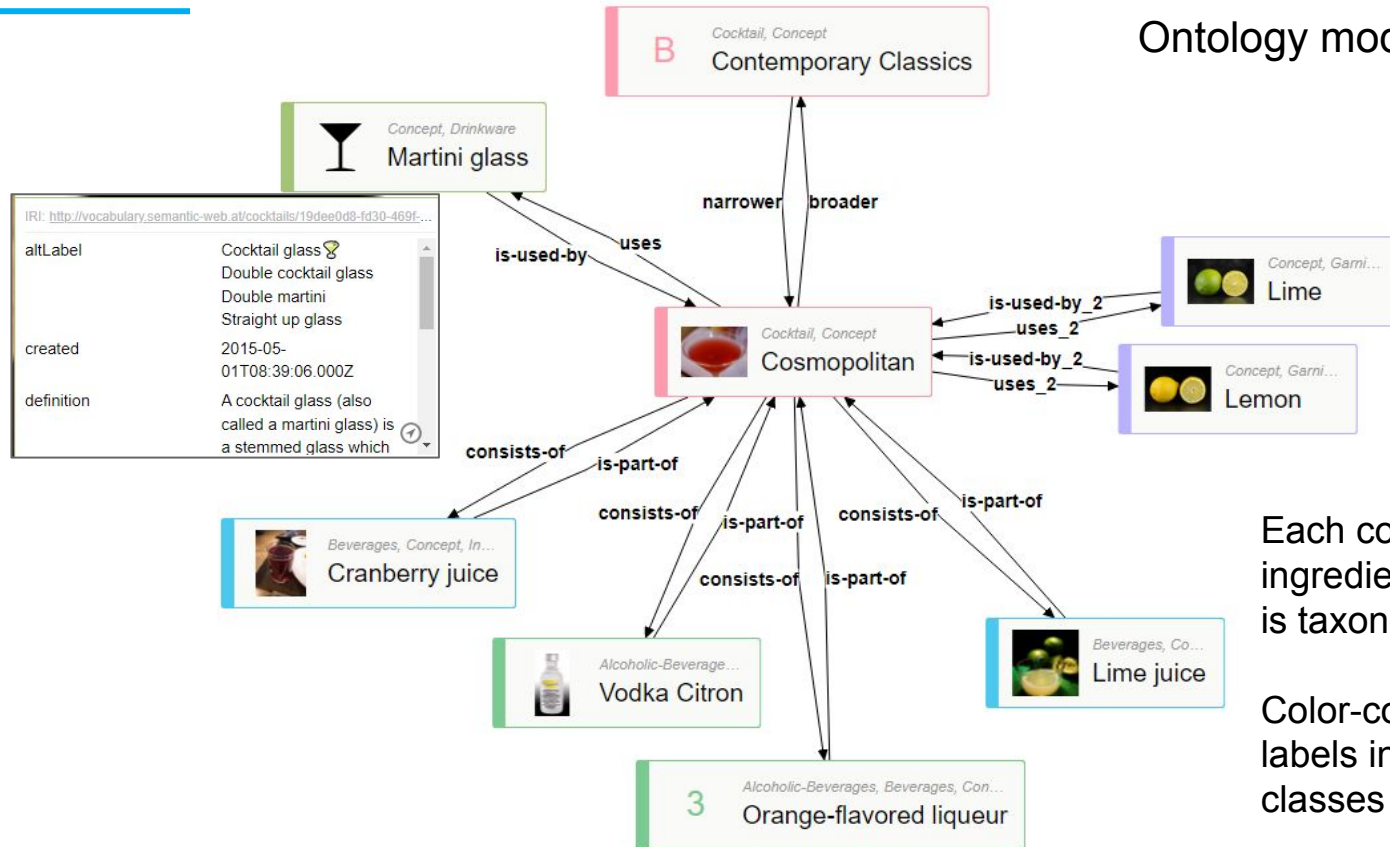 Ontology mod
Cocktail, Concept
B
Contemporary Classics
Concept, Drinkware
Martini glass
narrower
broader
IRI: http://vocabulary.semantic-web.at/cocktails/19dee0d8-fd30-469f-...
altLabel
Cocktail glass
Double cocktail glass
Double martini
Straight up glass
created
2015-05-
01T08:39:06.000Z
definition
A cocktail glass (also
called a martini glass) is
a stemmed glass which
uses
is-used-by
Concept, Garni...
Lime
is-used-by_2
uses_2
Cocktail, Concept
Cosmopolitan
is-used-by_2
uses_2
Concept, Garni...
Lemon
consists-of
is-part-of
consists-of
is-part-of
consists-of
is-part-of
consists-of
is-part-of
Beverages, Concept, In...
Cranberry juice
Alcoholic-Beverage...
Vodka Citron
Beverages, Co...
Lime juice
3
Alcoholic-Beverages, Beverages, Con...
Orange-flavored liqueur
Each co
ingredie
is taxon
Color-co
labels in
classes